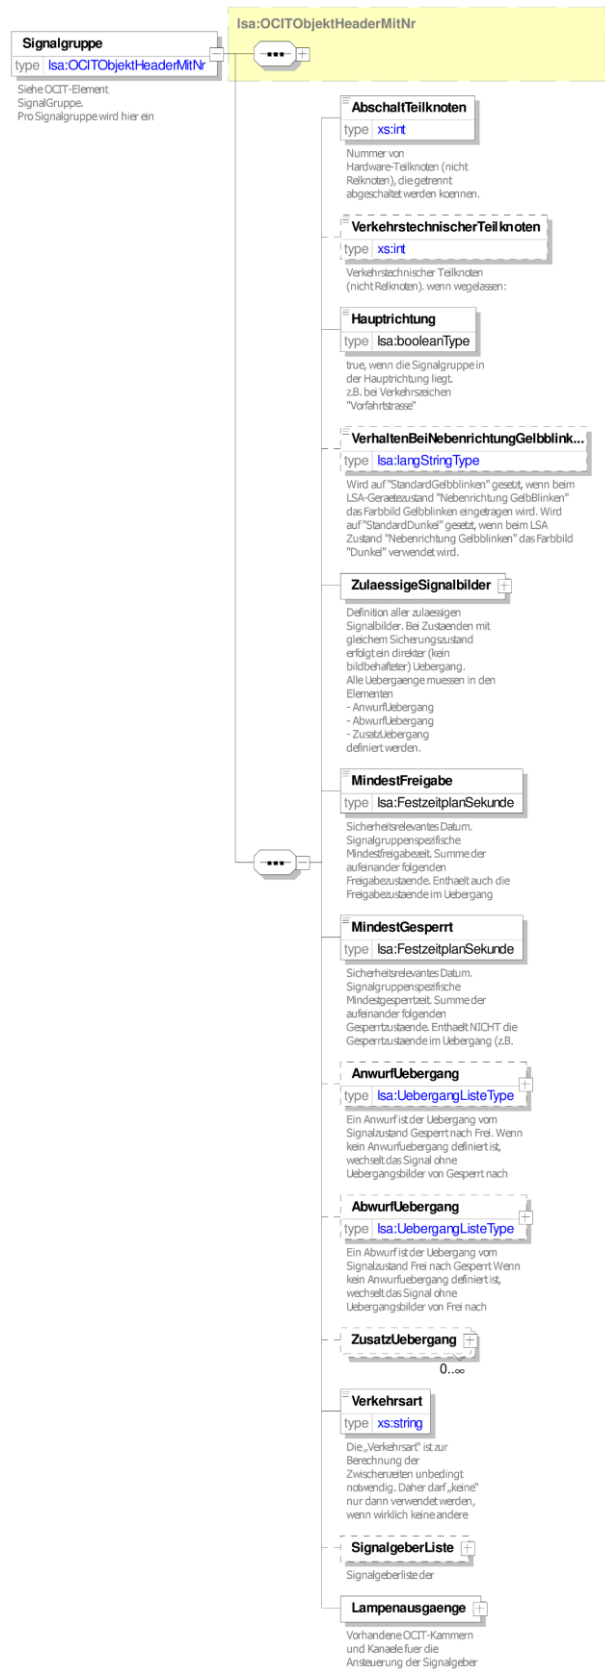 lsa:OCITObjektHeaderMitNr
Signalgruppe
type lsa:OCITObjektHeaderMitNr
Siehe OCIT-Element
SignalGruppe.
Pro Signalgruppe wird hier ein
AbschaltTeilknoten
type xs:int
Nummer von
Hardware-Teilknoten (nicht
Relknoten), die getrennt
abgeschaltet werden koennen.
VerkehrstechnischerTeilknoten
type xs:int
Verkehrstechnischer Teilknoten
(nicht Relknoten). wenn wegelassen:
Hauptrichtung
type lsa:booleanType
true, wenn die Signalgruppe in
der Hauptrichtung liegt.
z.B. bei Verkehrszeichen
"Vorfahrtstrasse"
VerhaltenBeiNebenrichtungGelbblink...
type lsa:langStringType
Wird auf "StandardGelbblinken" gesetzt, wenn beim
LSA-Geraetezustand "Nebenrichtung GelbBlinken"
das Farbbild Gelbblinken eingetragen wird. Wird
auf "StandardDunkel" gesetzt, wenn beim LSA
Zustand "Nebenrichtung Gelbblinken" das Farbbild
"Dunkel" verwendet wird.
ZulaessigeSignalbilder
Definition aller zulaessigen
Signalbilder. Bei Zustaenden mit
gleichem Sicherungszustand
erfolgt ein direkter (kein
bildbehafteter) Uebergang.
Alle Uebergaenge muessen in den
Elementen
- AnwurfUebergang
- AbwurfUebergang
- ZusatzUebergang
definiert werden.
MindestFreigabe
type lsa:FestzeitplanSekunde
Sicherheitsrelevantes Datum.
Signalgruppenspezifische
Mindestfreigabezeit. Summe der
aufeinander folgenden
Freigabezustaende. Enthaelt auch die
Freigabezustaende im Uebergang
MindestGesperrt
type lsa:FestzeitplanSekunde
Sicherheitsrelevantes Datum.
Signalgruppenspezifische
Mindestgesperrtzeit. Summe der
aufeinander folgenden
Gesperrtzustaende. Enthaelt NICHT die
Gesperrtzustaende im Uebergang (z.B.
AnwurfUebergang
type lsa:UebergangListeType
Ein Anwurf ist der Uebergang vom
Signalzustand Gesperrt nach Frei. Wenn
kein Anwurfuebergang definiert ist,
wechselt das Signal ohne
Uebergangsbilder von Gesperrt nach
AbwurfUebergang
type lsa:UebergangListeType
Ein Abwurf ist der Uebergang vom
Signalzustand Frei nach Gesperrt Wenn
kein Anwurfuebergang definiert ist,
wechselt das Signal ohne
Uebergangsbilder von Frei nach
ZusatzUebergang
0..∞
Verkehrsart
type xs:string
Die „Verkehrsart" ist zur
Berechnung der
Zwischenzeiten unbedingt
notwendig. Daher darf „keine"
nur dann verwendet werden,
wenn wirklich keine andere
SignalgeberListe
Signalgeberliste der
Lampenausgaenge
Vorhandene OCIT-Kammern
und Kanaele fuer die
Ansteuerung der Signalgeber